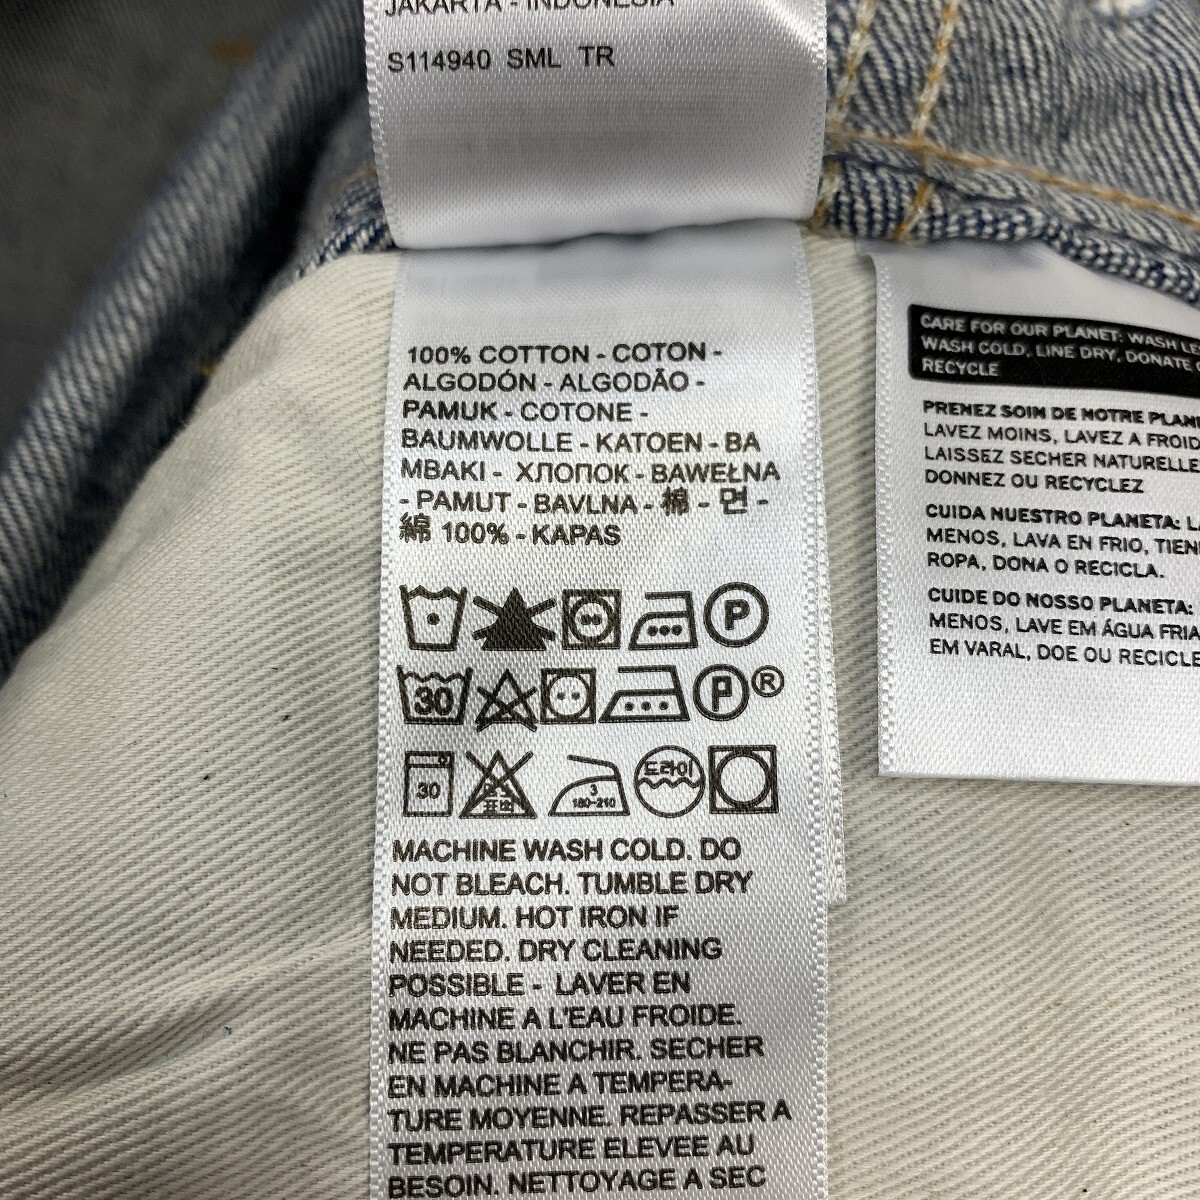 JAKARTA - INDONESIA
S114940 SML TR
100% COTTON - COTON -
ALGODÓN - ALGODÃO -
PAMUK - COTONE -
BAUMWOLLE - KATOEN - BA
MBAKI - ХЛОПОК - BAWEŁNA
- PAMUT - BAVLNA - 棉 - 면 -
綿 100% - KAPAS
P
30 P ®
30 표백 3 180-210 드라이
MACHINE WASH COLD. DO
NOT BLEACH. TUMBLE DRY
MEDIUM. HOT IRON IF
NEEDED. DRY CLEANING
POSSIBLE - LAVER EN
MACHINE A L'EAU FROIDE.
NE PAS BLANCHIR. SECHER
EN MACHINE A TEMPERA-
TURE MOYENNE. REPASSER A
TEMPERATURE ELEVEE AU
BESOIN. NETTOYAGE A SEC
CARE FOR OUR PLANET: WASH
WASH COLD, LINE DRY, DONATE
RECYCLE
PRENEZ SOIN DE NOTRE
LAVEZ MOINS, LAVEZ A FROID
LAISSEZ SECHER
DONNEZ OU RECYCLEZ
CUIDA NUESTRO PLANETA:
MENOS, LAVA EN FRIO,
ROPA, DONA O RECICLA.
CUIDE DO NOSSO PLANETA:
MENOS, LAVE EM ÁGUA FRIA
EM VARAL, DOE OU RECICLE